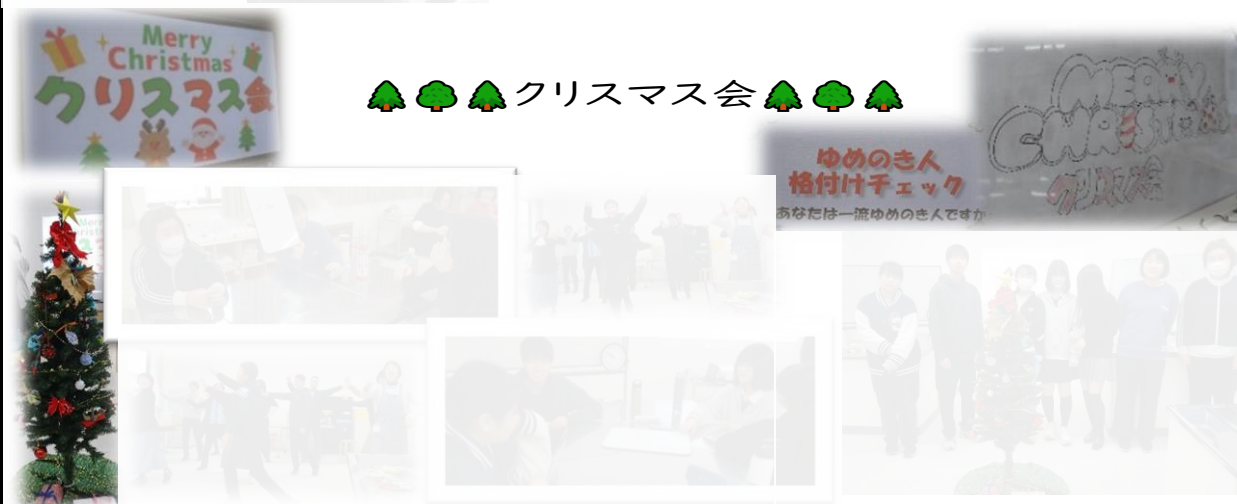 Merry
Christmas
クリスマス会
🌲🌳🌲クリスマス会🌲🌳🌲
MERRY
CHRISTMAS
クリスマス会
ゆめのき人
格付けチェック
あなたは一流ゆめのき人ですか